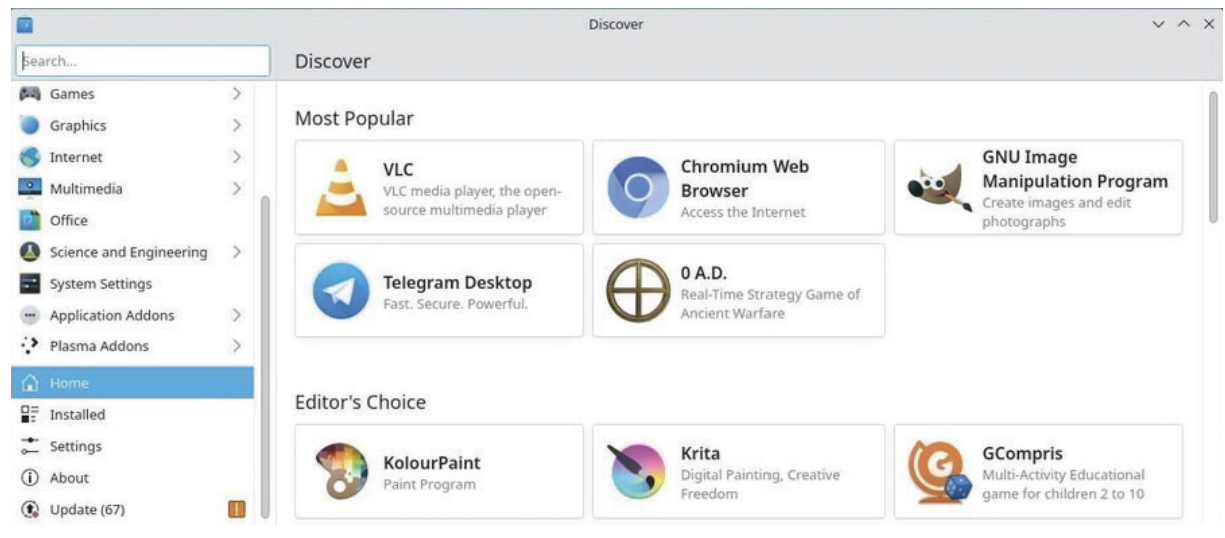 Discover
Search...
Discover
Games
Graphics
Internet
Multimedia
Office
Science and Engineering
System Settings
Application Addons
Plasma Addons
Home
Installed
Settings
About
Update (67)
Most Popular
VLC
VLC media player, the open-
source multimedia player
Chromium Web
Browser
Access the Internet
GNU Image
Manipulation Program
Create images and edit
photographs
Telegram Desktop
Fast. Secure. Powerful.
0 A.D.
Real-Time Strategy Game of
Ancient Warfare
Editor's Choice
KolourPaint
Paint Program
Krita
Digital Painting, Creative
Freedom
GCompris
Multi-Activity Educational
game for children 2 to 10